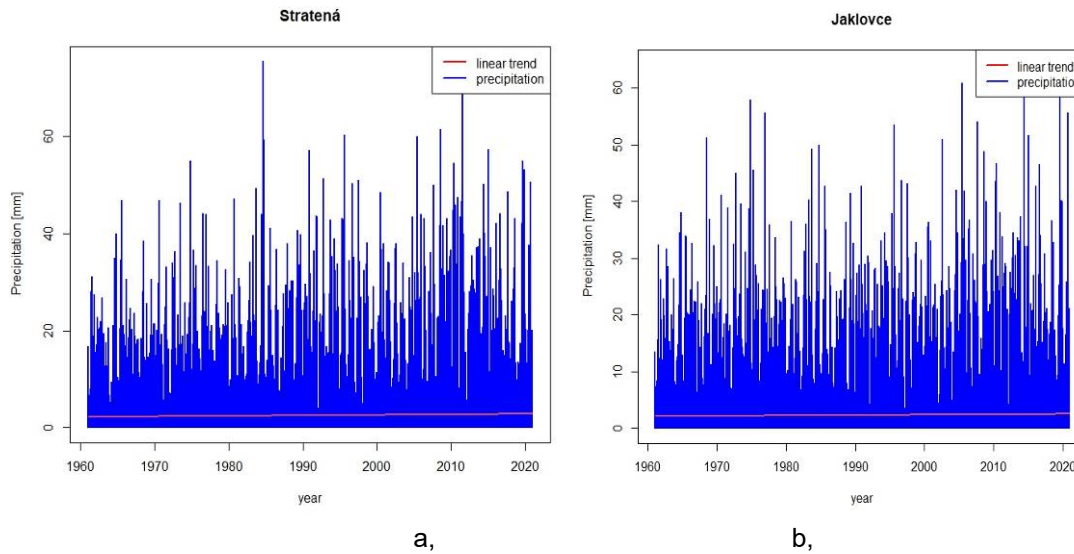 Stratená
Precipitation [mm]
60
40
20
0
linear trend
precipitation
1960 1970 1980 1990 2000 2010 2020
year
a,
Jaklovce
Precipitation [mm]
60
50
40
30
20
10
0
linear trend
precipitation
1960 1970 1980 1990 2000 2010 2020
year
b,